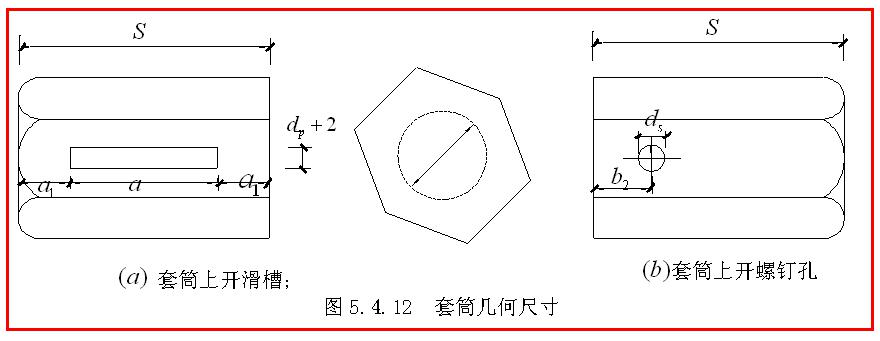 S
d_p+2
a_1
a
a_1
(a) 套筒上开滑槽；
S
d_s
b_2
(b)套筒上开螺钉孔
图5.4.12 套筒几何尺寸